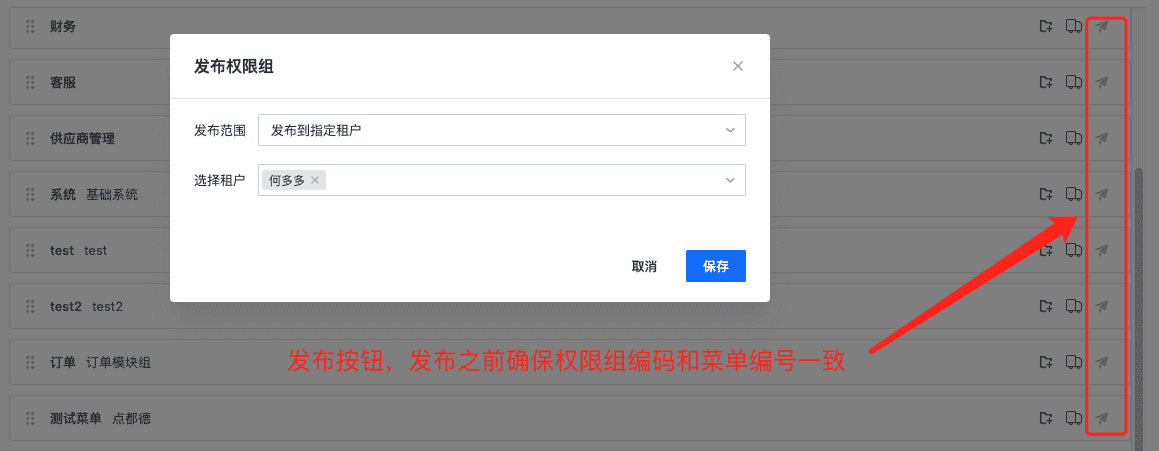 财务
发布权限组
客服
发布范围 发布到指定租户
供应商管理
选择租户 何多多
系统 基础系统
test test
取消 保存
test2 test2
订单 订单模块组
发布按钮，发布之前确保权限组编码和菜单编号一致
测试菜单 点都德